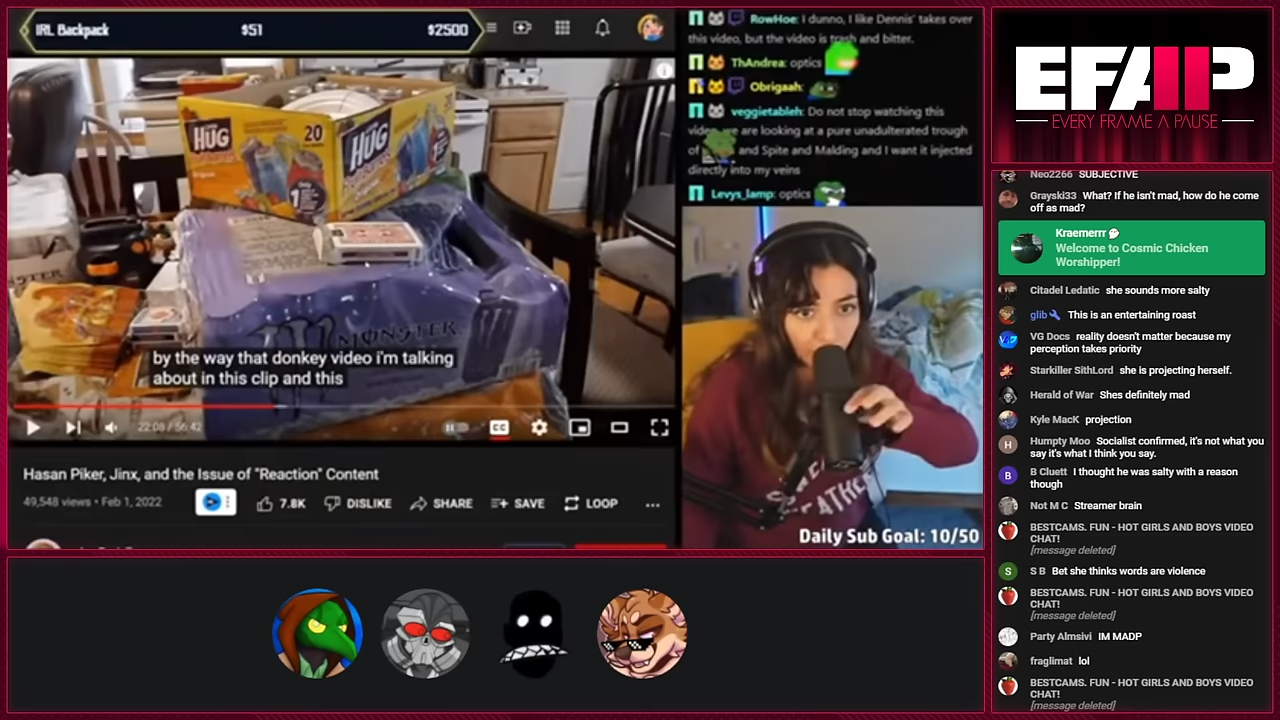 IRL Backpack $51 $2500
RowHoe: I dunno, I like Dennis' takes over
this video, but the video is trash and bitter.
ThAndrea: optics
Obrigaah:
veggietableh: Do not stop watching this
video, we are looking at a pure unadulterated trough
of and Spite and Malding and I want it injected
directly into my veins
Levys_lamp: optics
HUG
20
HUG
MONSTER
by the way that donkey video i'm talking
about in this clip and this
22:08 / 56:42
CC
Hasan Piker, Jinx, and the Issue of "Reaction" Content
49,548 views • Feb 1, 2022
7.8K DISLIKE SHARE SAVE LOOP
Daily Sub Goal: 10/50
EFAP
EVERY FRAME A PAUSE
Neo2266 SUBJECTIVE
Grayski33 What? If he isn't mad, how do he come
off as mad?
Kraemerrr
Welcome to Cosmic Chicken
Worshipper!
Citadel Ledatic she sounds more salty
glib This is an entertaining roast
VG Docs reality doesn't matter because my
perception takes priority
Starkiller SithLord she is projecting herself.
Herald of War Shes definitely mad
Kyle MacK projection
Humpty Moo Socialist confirmed, it's not what you
say it's what I think you say.
B Cluett I thought he was salty with a reason
though
Not M C Streamer brain
BESTCAMS. FUN - HOT GIRLS AND BOYS VIDEO
CHAT!
[message deleted]
S B Bet she thinks words are violence
BESTCAMS. FUN - HOT GIRLS AND BOYS VIDEO
CHAT!
[message deleted]
Party Almsivi IM MADP
fraglimat lol
BESTCAMS. FUN - HOT GIRLS AND BOYS VIDEO
CHAT!
[message deleted]